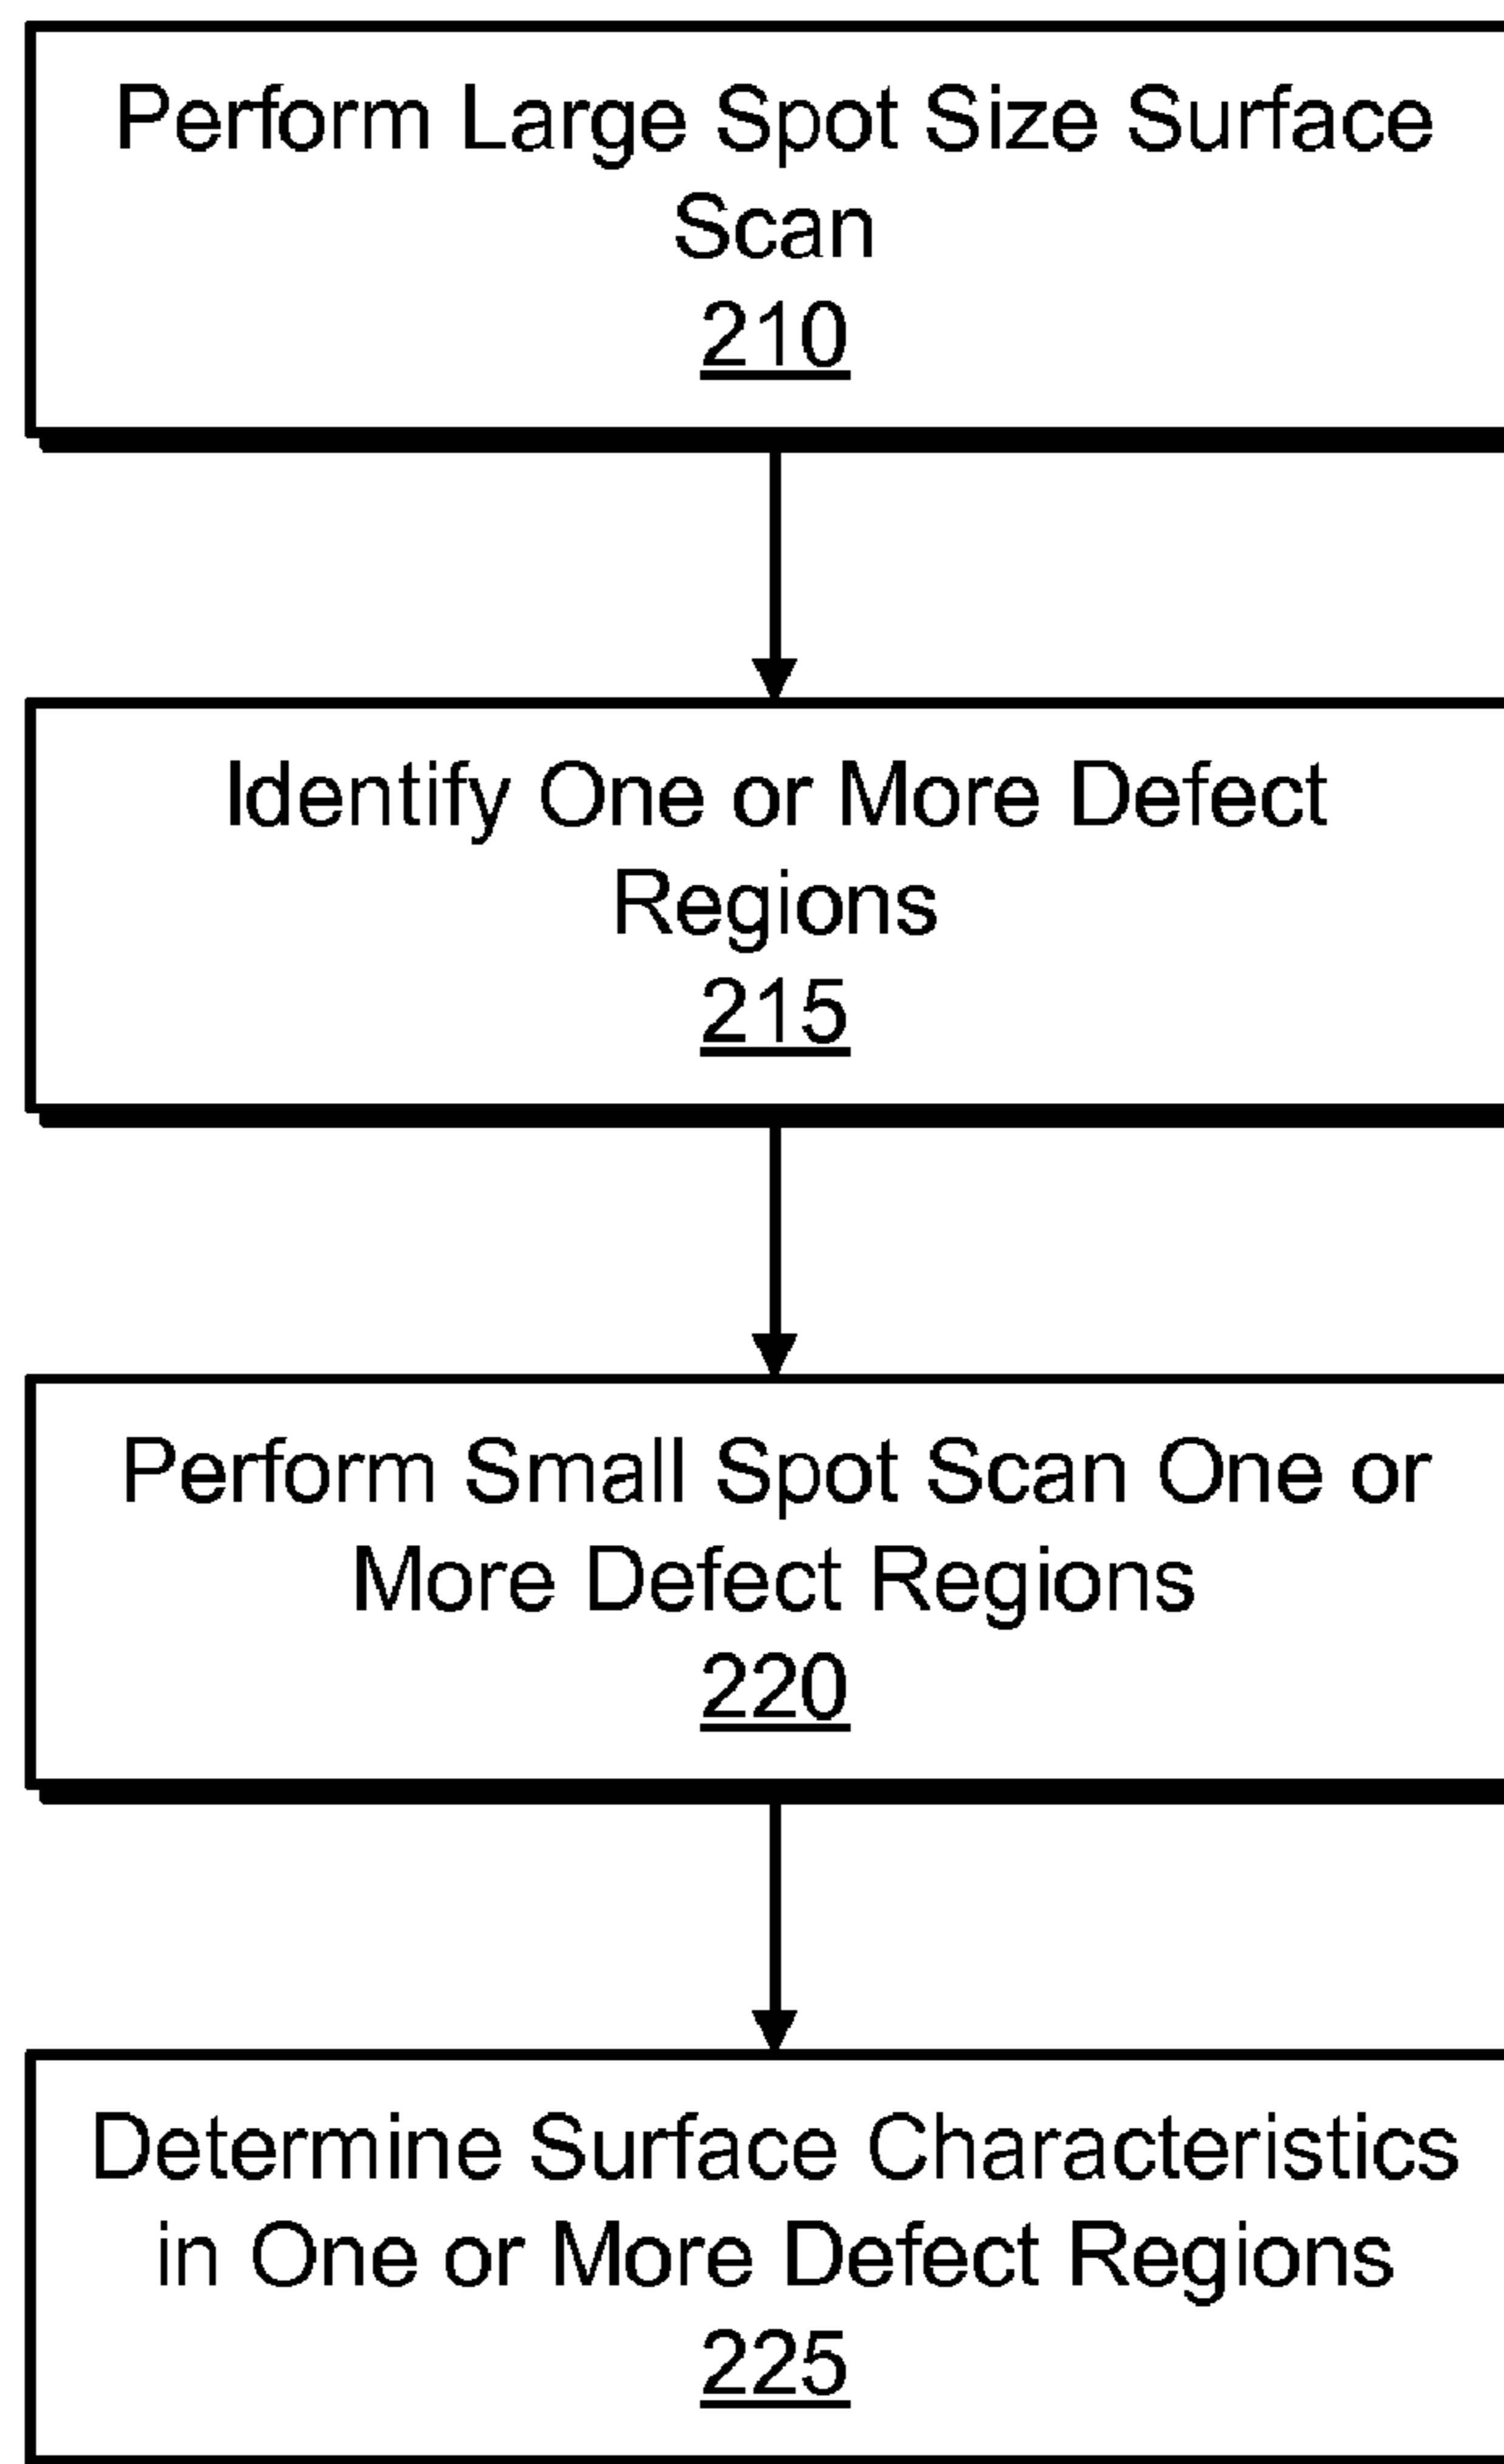 Perform Large Spot Size Surface
Scan
210
Identify One or More Defect
Regions
215
Perform Small Spot Scan One or
More Defect Regions
220
Determine Surface Characteristics
in One or More Defect Regions
225